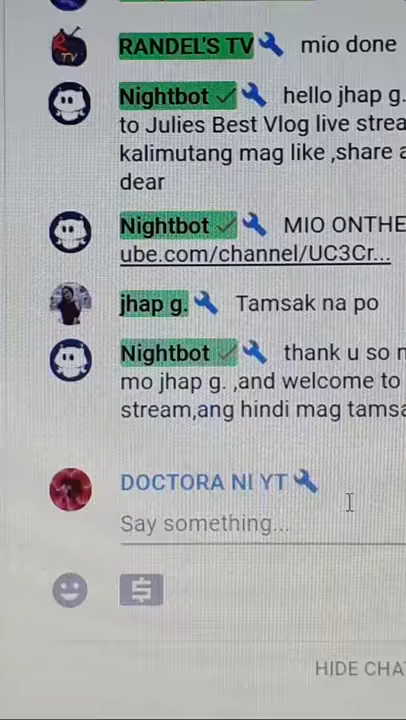 RANDEL'S TV mio done
Nightbot hello jhap g.
to Julies Best Vlog live strea
kalimutang mag like ,share a
dear
Nightbot MIO ONTHE
ube.com/channel/UC3Cr...
jhap g. Tamsak na po
Nightbot thank u so m
mo jhap g. ,and welcome to
stream,ang hindi mag tamsa
DOCTORA NI YT
Say something...
HIDE CHA